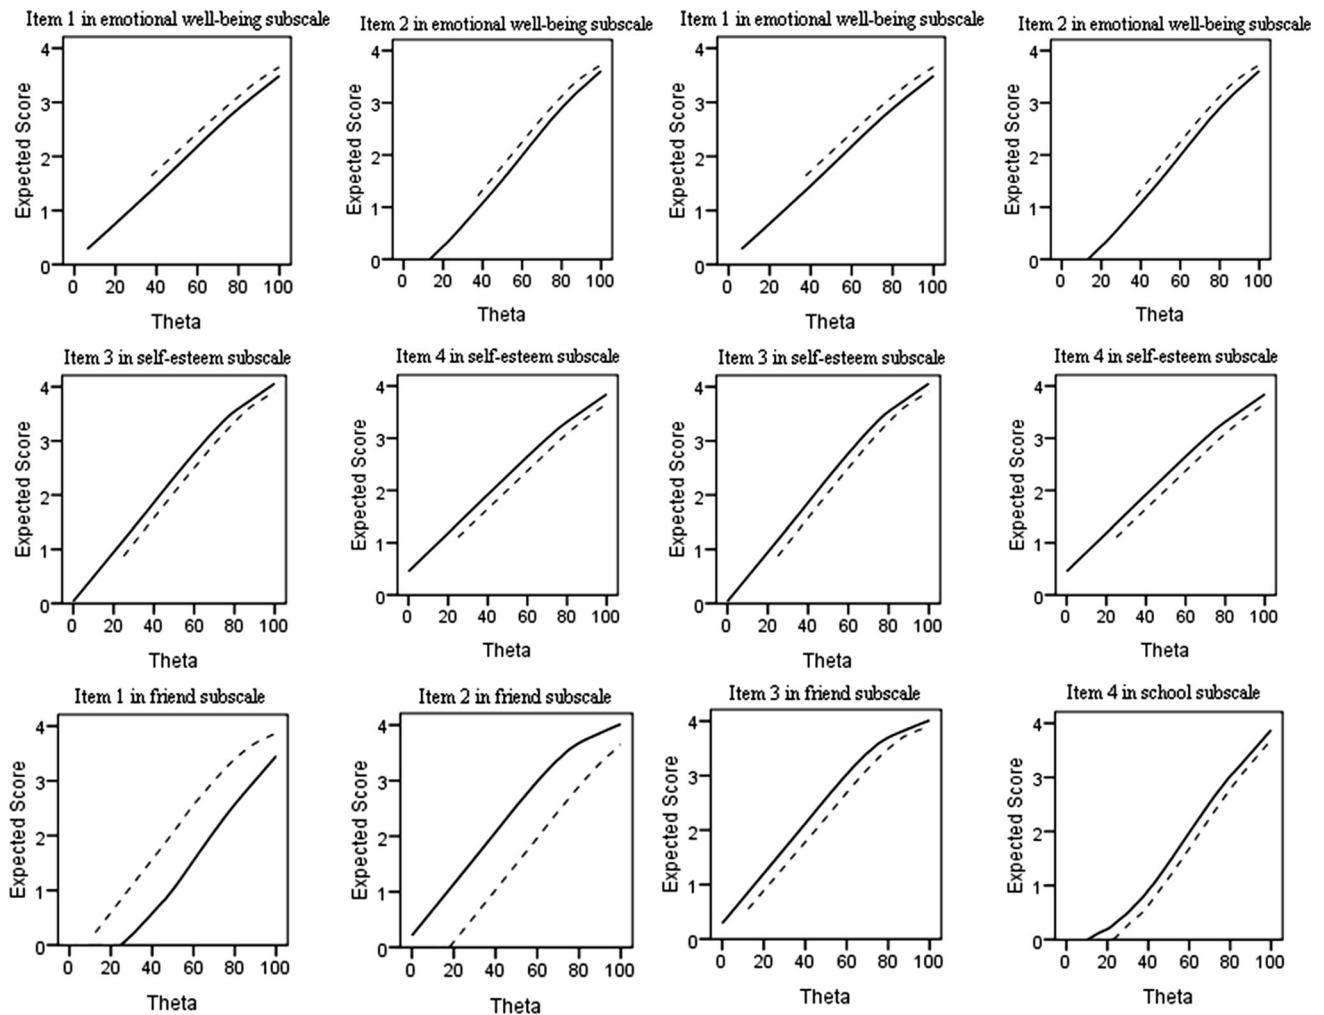 Item 1 in emotional well-being subscale
Expected Score
4
3
2
1
0
0 20 40 60 80 100
Theta
Item 2 in emotional well-being subscale
Expected Score
4
3
2
1
0
0 20 40 60 80 100
Theta
Item 1 in emotional well-being subscale
Expected Score
4
3
2
1
0
0 20 40 60 80 100
Theta
Item 2 in emotional well-being subscale
Expected Score
4
3
2
1
0
0 20 40 60 80 100
Theta
Item 3 in self-esteem subscale
Expected Score
4
3
2
1
0
0 20 40 60 80 100
Theta
Item 4 in self-esteem subscale
Expected Score
4
3
2
1
0
0 20 40 60 80 100
Theta
Item 3 in self-esteem subscale
Expected Score
4
3
2
1
0
0 20 40 60 80 100
Theta
Item 4 in self-esteem subscale
Expected Score
4
3
2
1
0
0 20 40 60 80 100
Theta
Item 1 in friend subscale
Expected Score
4
3
2
1
0
0 20 40 60 80 100
Theta
Item 2 in friend subscale
Expected Score
4
3
2
1
0
0 20 40 60 80 100
Theta
Item 3 in friend subscale
Expected Score
4
3
2
1
0
0 20 40 60 80 100
Theta
Item 4 in school subscale
Expected Score
4
3
2
1
0
0 20 40 60 80 100
Theta